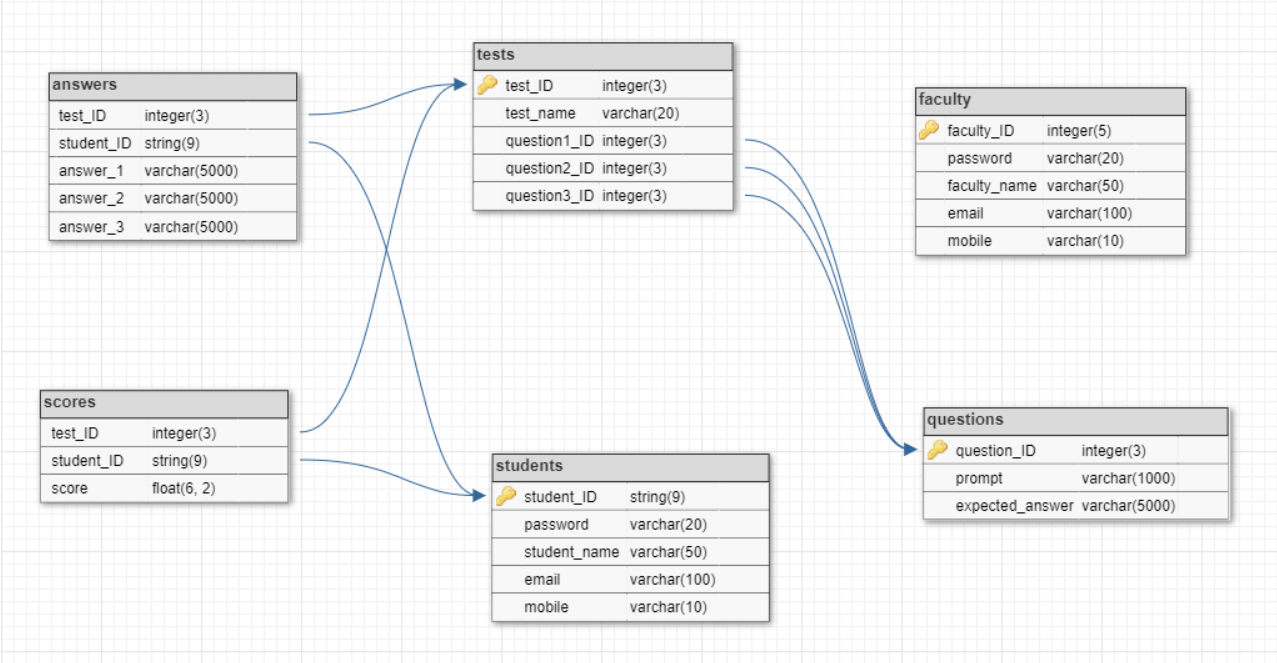 answers
test_ID integer(3)
student_ID string(9)
answer_1 varchar(5000)
answer_2 varchar(5000)
answer_3 varchar(5000)
tests
test_ID integer(3)
test_name varchar(20)
question1_ID integer(3)
question2_ID integer(3)
question3_ID integer(3)
faculty
faculty_ID integer(5)
password varchar(20)
faculty_name varchar(50)
email varchar(100)
mobile varchar(10)
scores
test_ID integer(3)
student_ID string(9)
score float(6, 2)
students
student_ID string(9)
password varchar(20)
student_name varchar(50)
email varchar(100)
mobile varchar(10)
questions
question_ID integer(3)
prompt varchar(1000)
expected_answer varchar(5000)